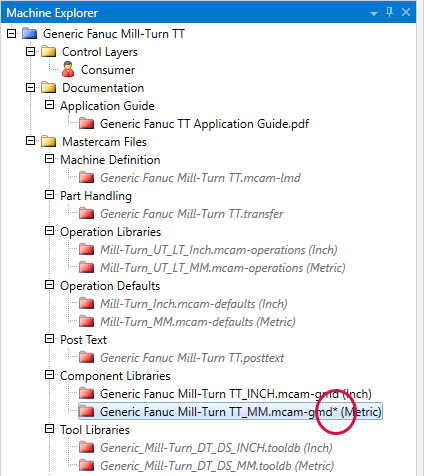 Machine Explorer
Generic Fanuc Mill-Turn TT
Control Layers
Consumer
Documentation
Application Guide
Generic Fanuc TT Application Guide.pdf
Mastercam Files
Machine Definition
Generic Fanuc Mill-Turn TT.mcam-lmd
Part Handling
Generic Fanuc Mill-Turn TT.transfer
Operation Libraries
Mill-Turn_UT_LT_Inch.mcam-operations (Inch)
Mill-Turn_UT_LT_MM.mcam-operations (Metric)
Operation Defaults
Mill-Turn_Inch.mcam-defaults (Inch)
Mill-Turn_MM.mcam-defaults (Metric)
Post Text
Generic Fanuc Mill-Turn TT.posttext
Component Libraries
Generic Fanuc Mill-Turn TT_INCH.mcam-gmd (Inch)
Generic Fanuc Mill-Turn TT_MM.mcam-gmd* (Metric)
Tool Libraries
Generic_Mill-Turn_DT_DS_INCH.tooldb (Inch)
Generic_Mill-Turn_DT_DS_MM.tooldb (Metric)